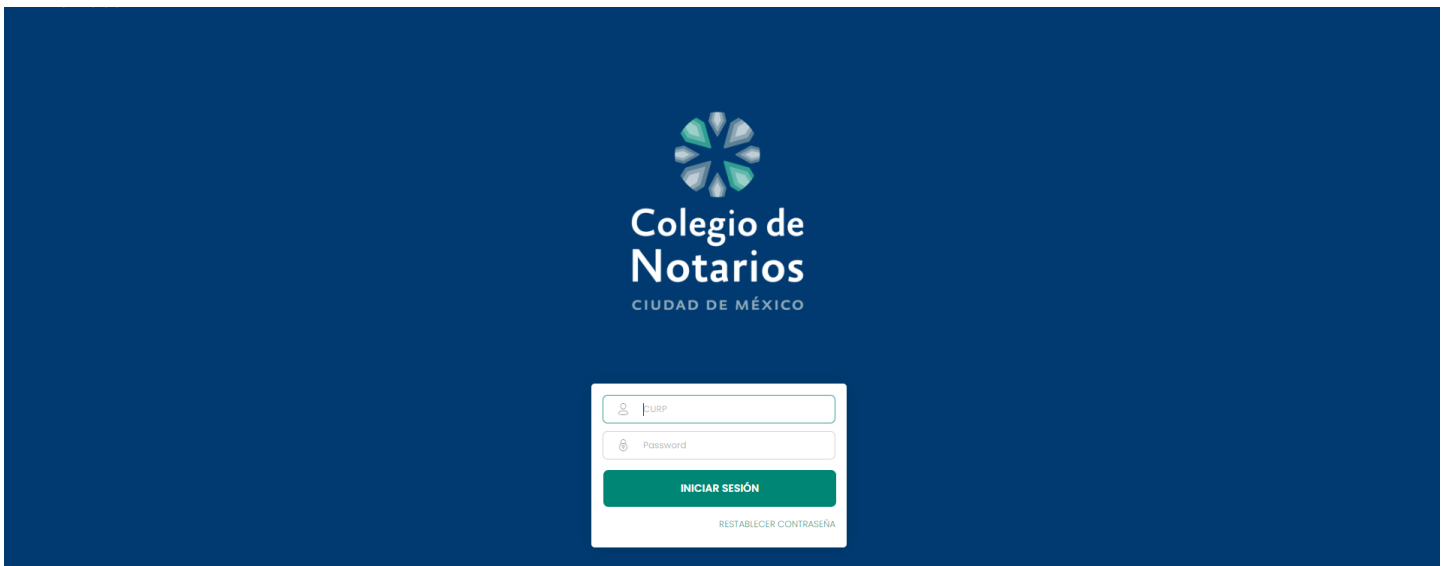 Colegio de
Notarios
CIUDAD DE MÉXICO
CURP
Password
INICIAR SESIÓN
RESTABLECER CONTRASEÑA